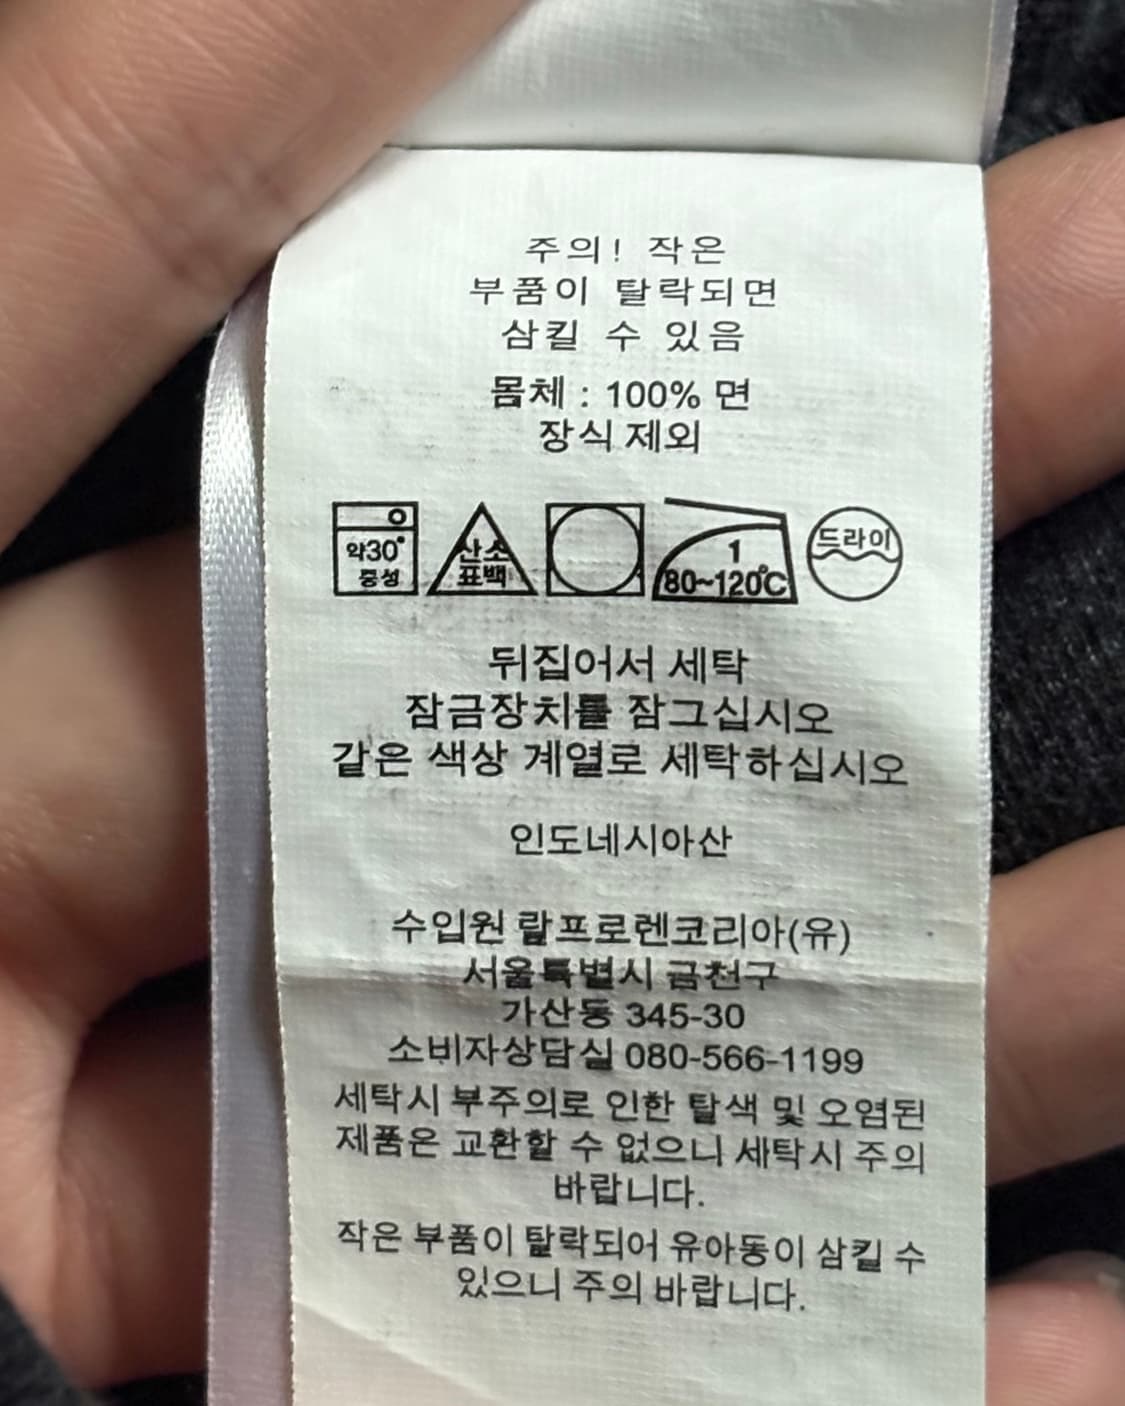 주의! 작은
부품이 탈락되면
삼킬 수 있음
몸체 : 100% 면
장식 제외
약30°
중성
산소
표백
1
80~120℃
드라이
뒤집어서 세탁
잠금장치를 잠그십시오
같은 색상 계열로 세탁하십시오
인도네시아산
수입원 랄프로렌코리아(유)
서울특별시 금천구
가산동 345-30
소비자상담실 080-566-1199
세탁시 부주의로 인한 탈색 및 오염된
제품은 교환할 수 없으니 세탁시 주의
바랍니다.
작은 부품이 탈락되어 유아동이 삼킬 수
있으니 주의 바랍니다.